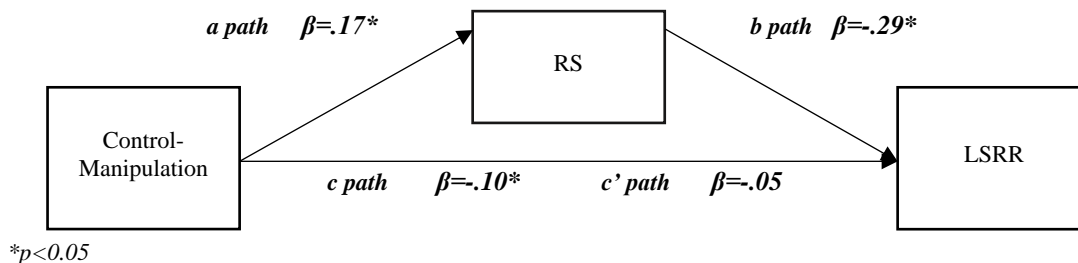 a path β=.17*
b path β=-.29*
RS
Control-
Manipulation
LSRR
c path β=-.10* c’ path β=-.05
*p<0.05